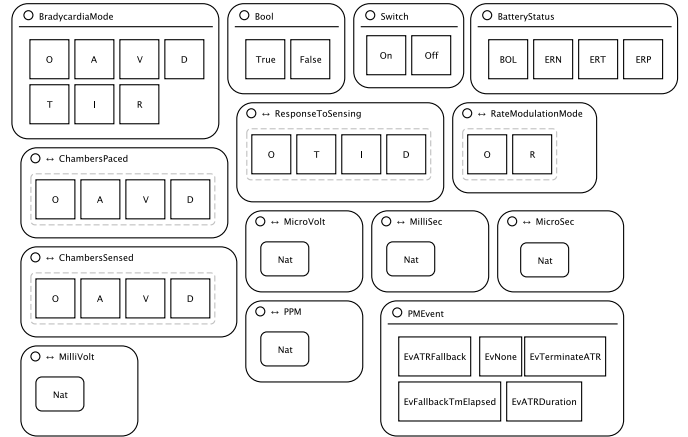 BradycardiaMode
O A V D
T I R
Bool
True False
Switch
On Off
BatteryStatus
BOL ERN ERT ERP
↔ ResponseToSensing
O T I D
↔ RateModulationMode
O R
↔ ChambersPaced
O A V D
↔ MicroVolt
Nat
↔ MilliSec
Nat
↔ MicroSec
Nat
↔ ChambersSensed
O A V D
↔ PPM
Nat
PMEvent
EvATRFallback EvNone EvTerminateATR
EvFallbackTmElapsed EvATRDuration
↔ MilliVolt
Nat